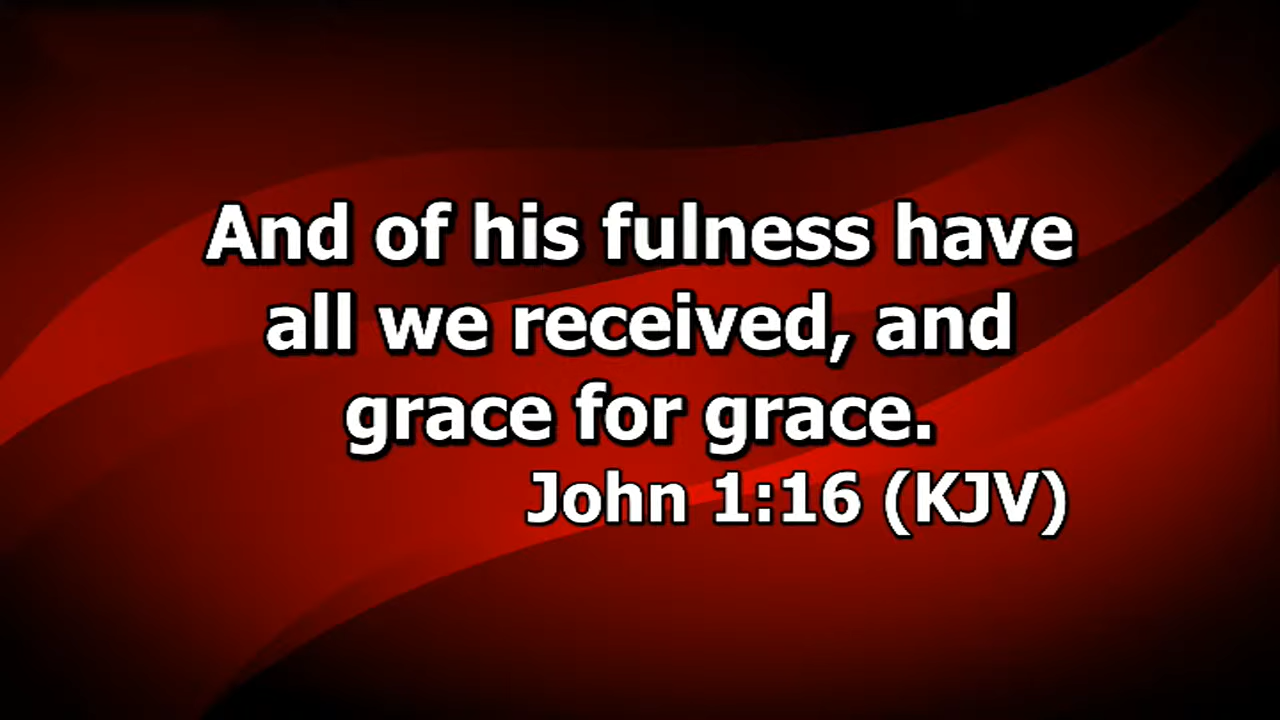 And of his fulness have
all we received, and
grace for grace.
John 1:16 (KJV)